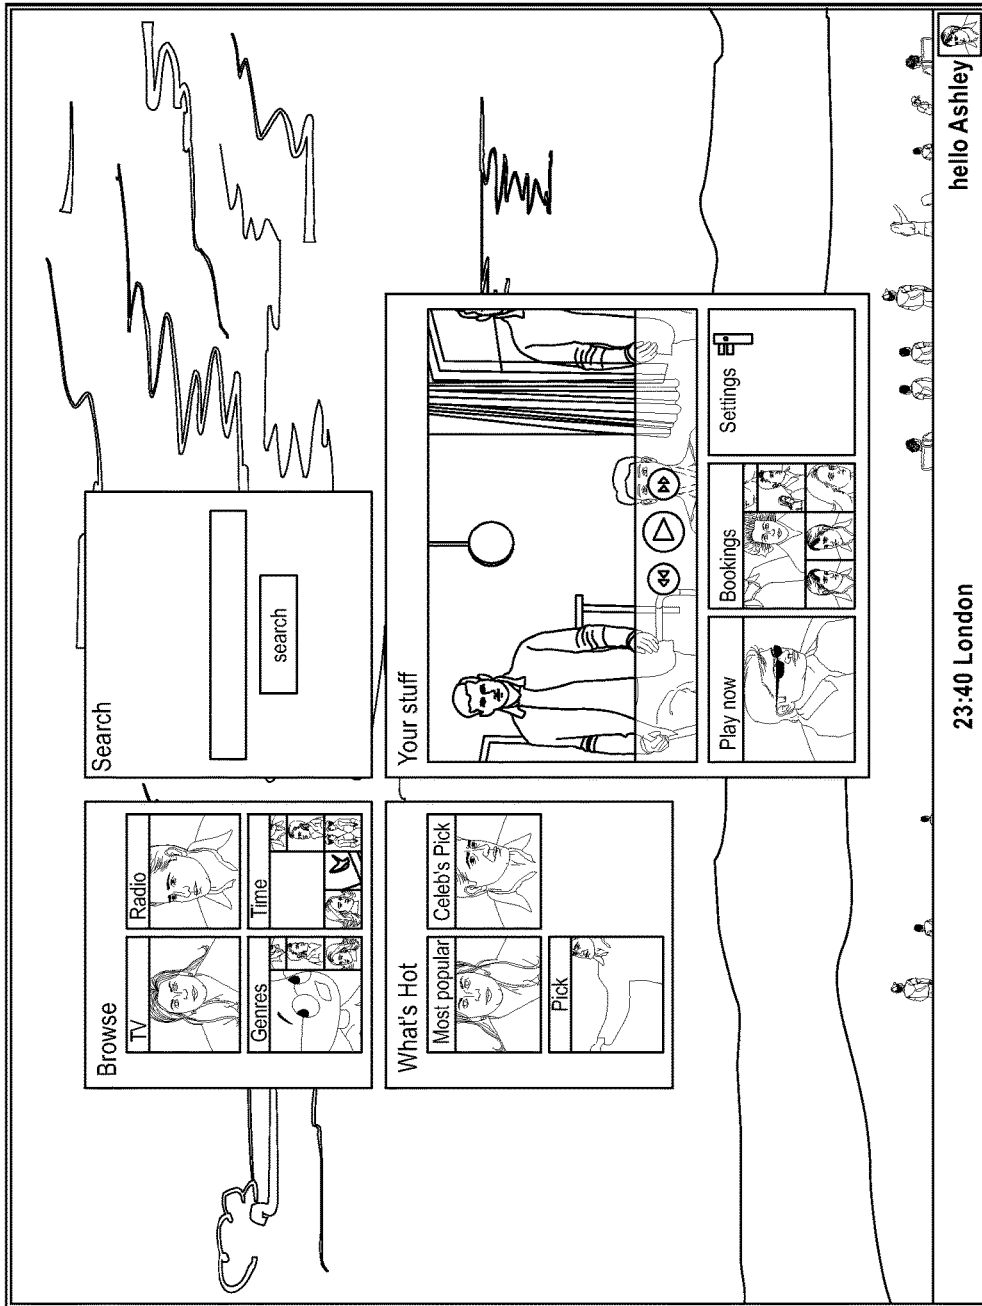 Browse
TV
Radio
Genres
Time
Search
search
What's Hot
Most popular
Celeb's Pick
Pick
Your stuff
Play now
Bookings
Settings
23:40 London
hello Ashley